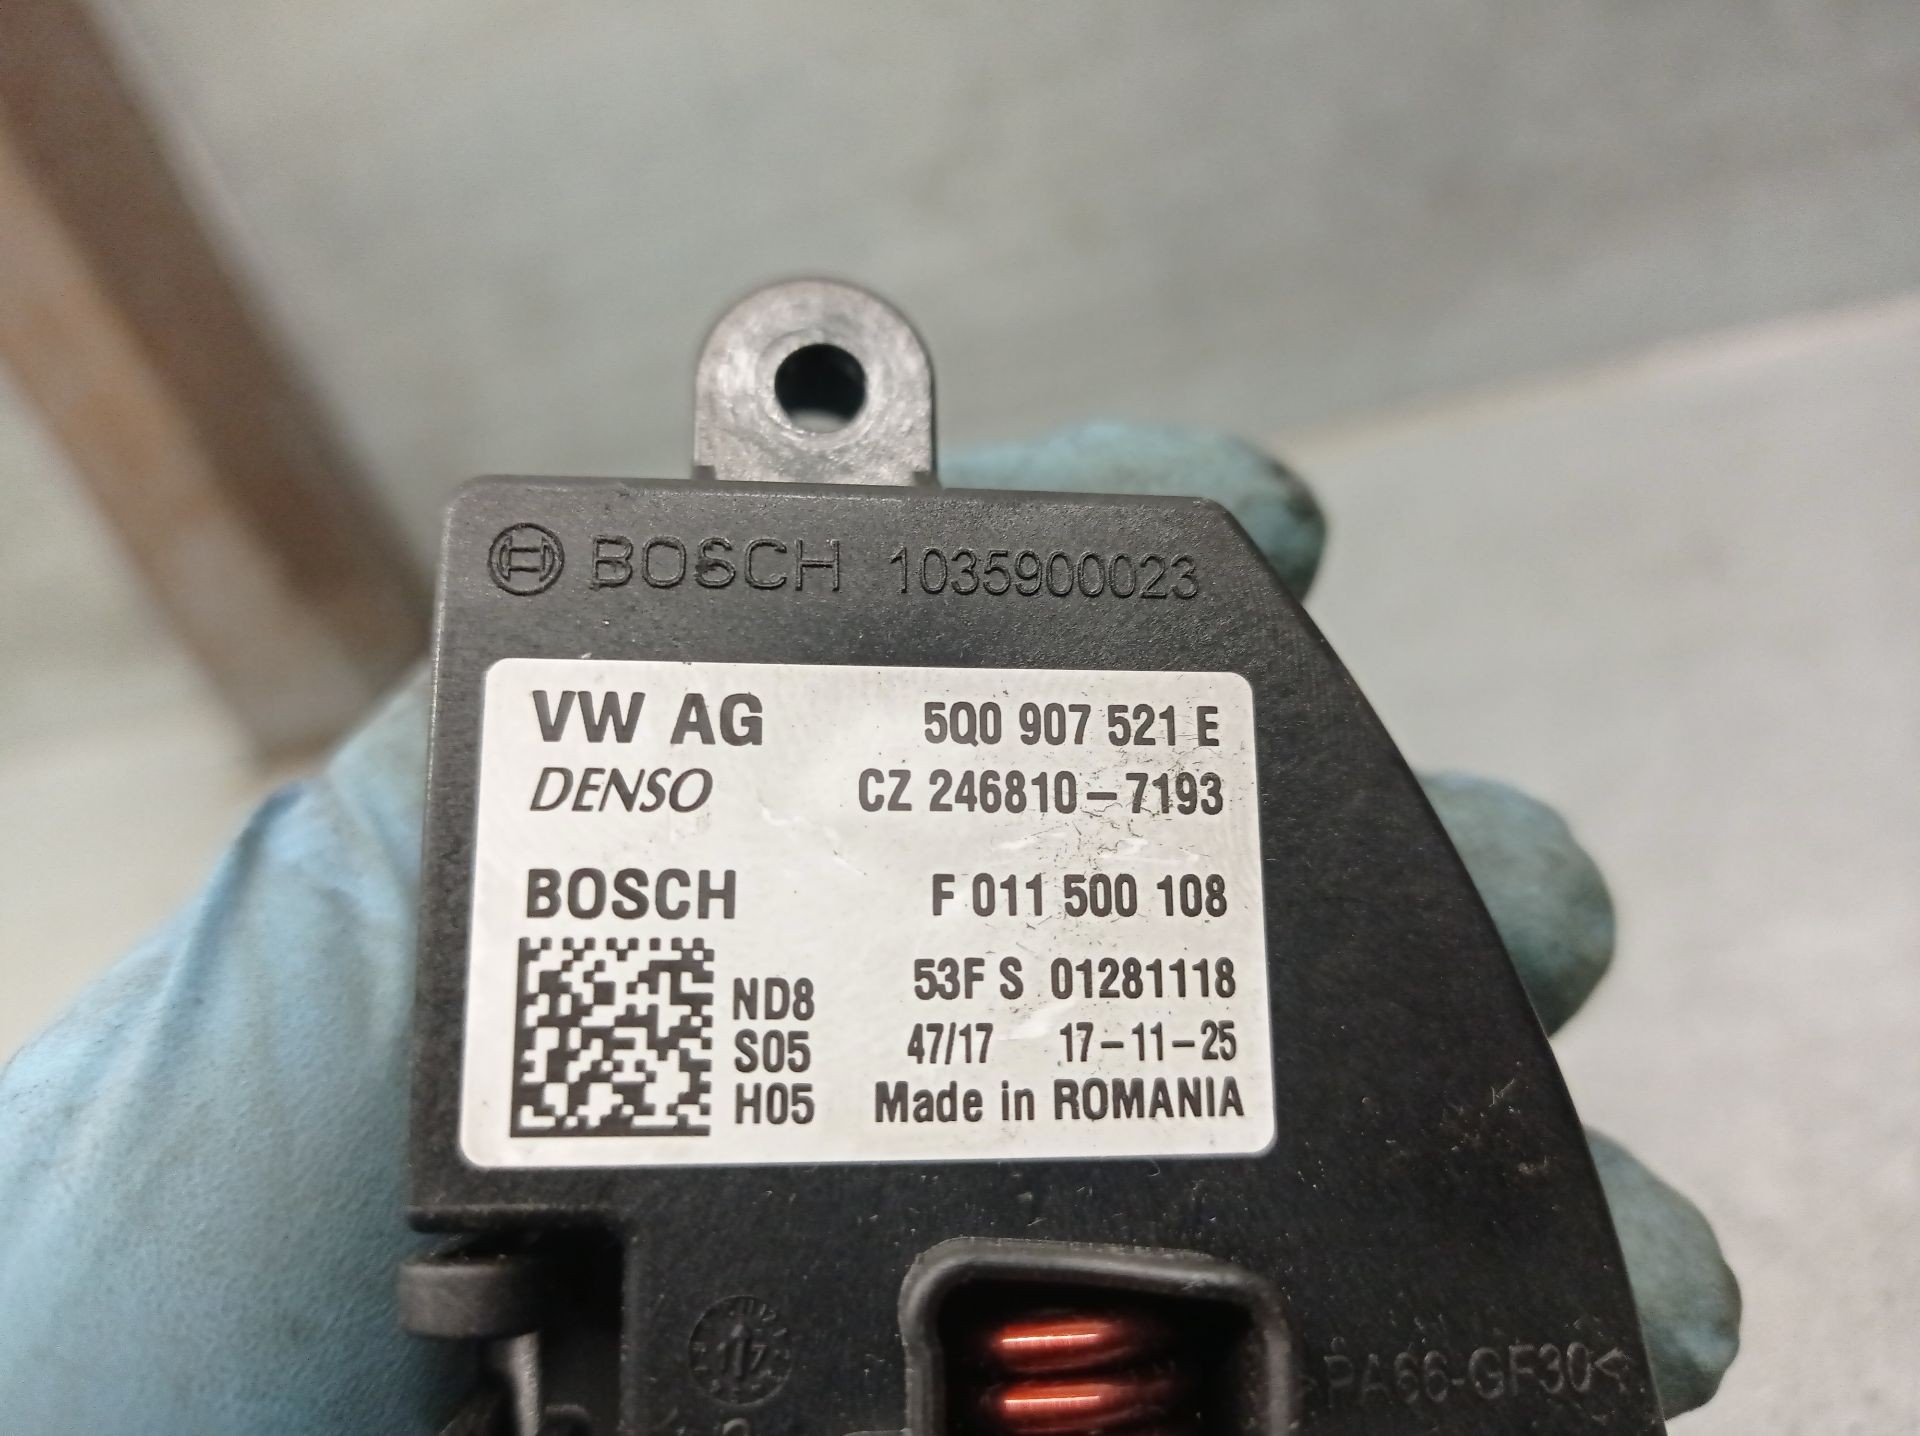 BOSCH 1035900023
VW AG 5Q0 907 521 E
DENSO CZ 246810-7193
BOSCH F 011 500 108
ND8 53F S 01281118
S05 47/17 17-11-25
H05 Made in ROMANIA
>PA66-GF30<